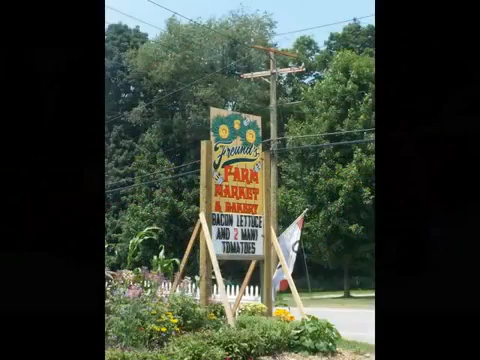 Freund's
FARM
MARKET
& BAKERY
BACON LETTUCE
AND 2 MANY
TOMATOES